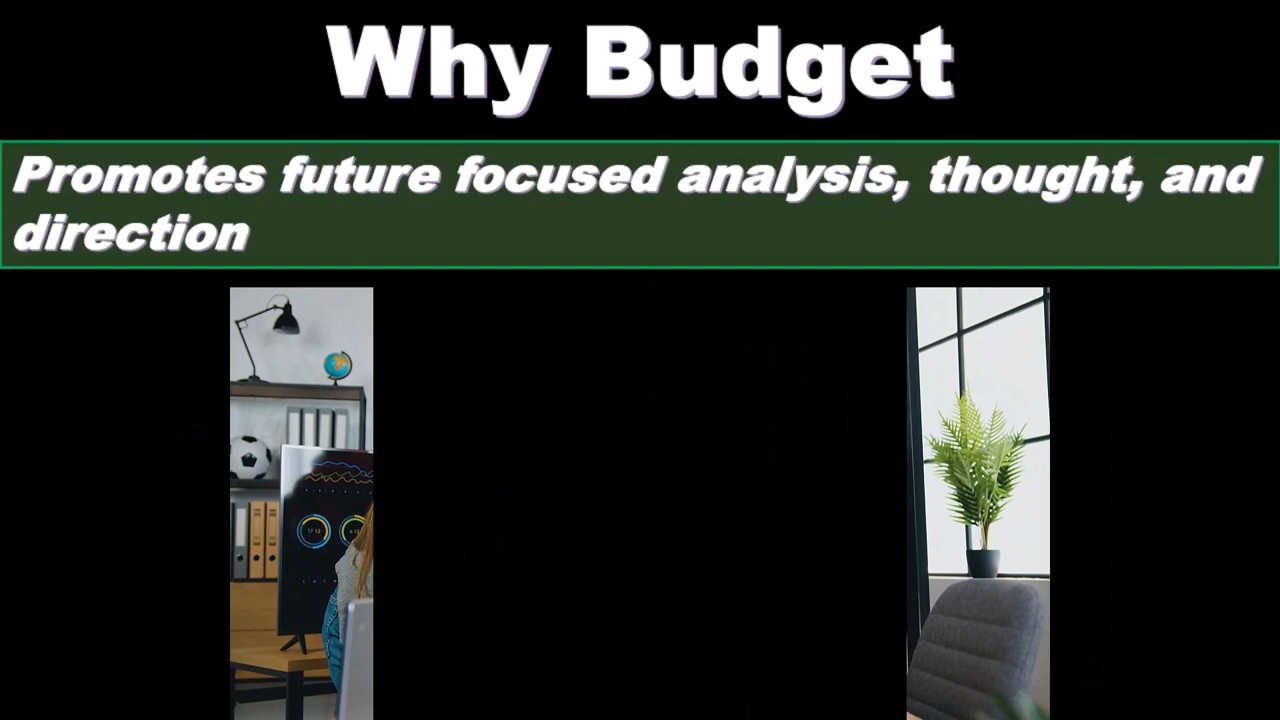 Why Budget
Promotes future focused analysis, thought, and
direction